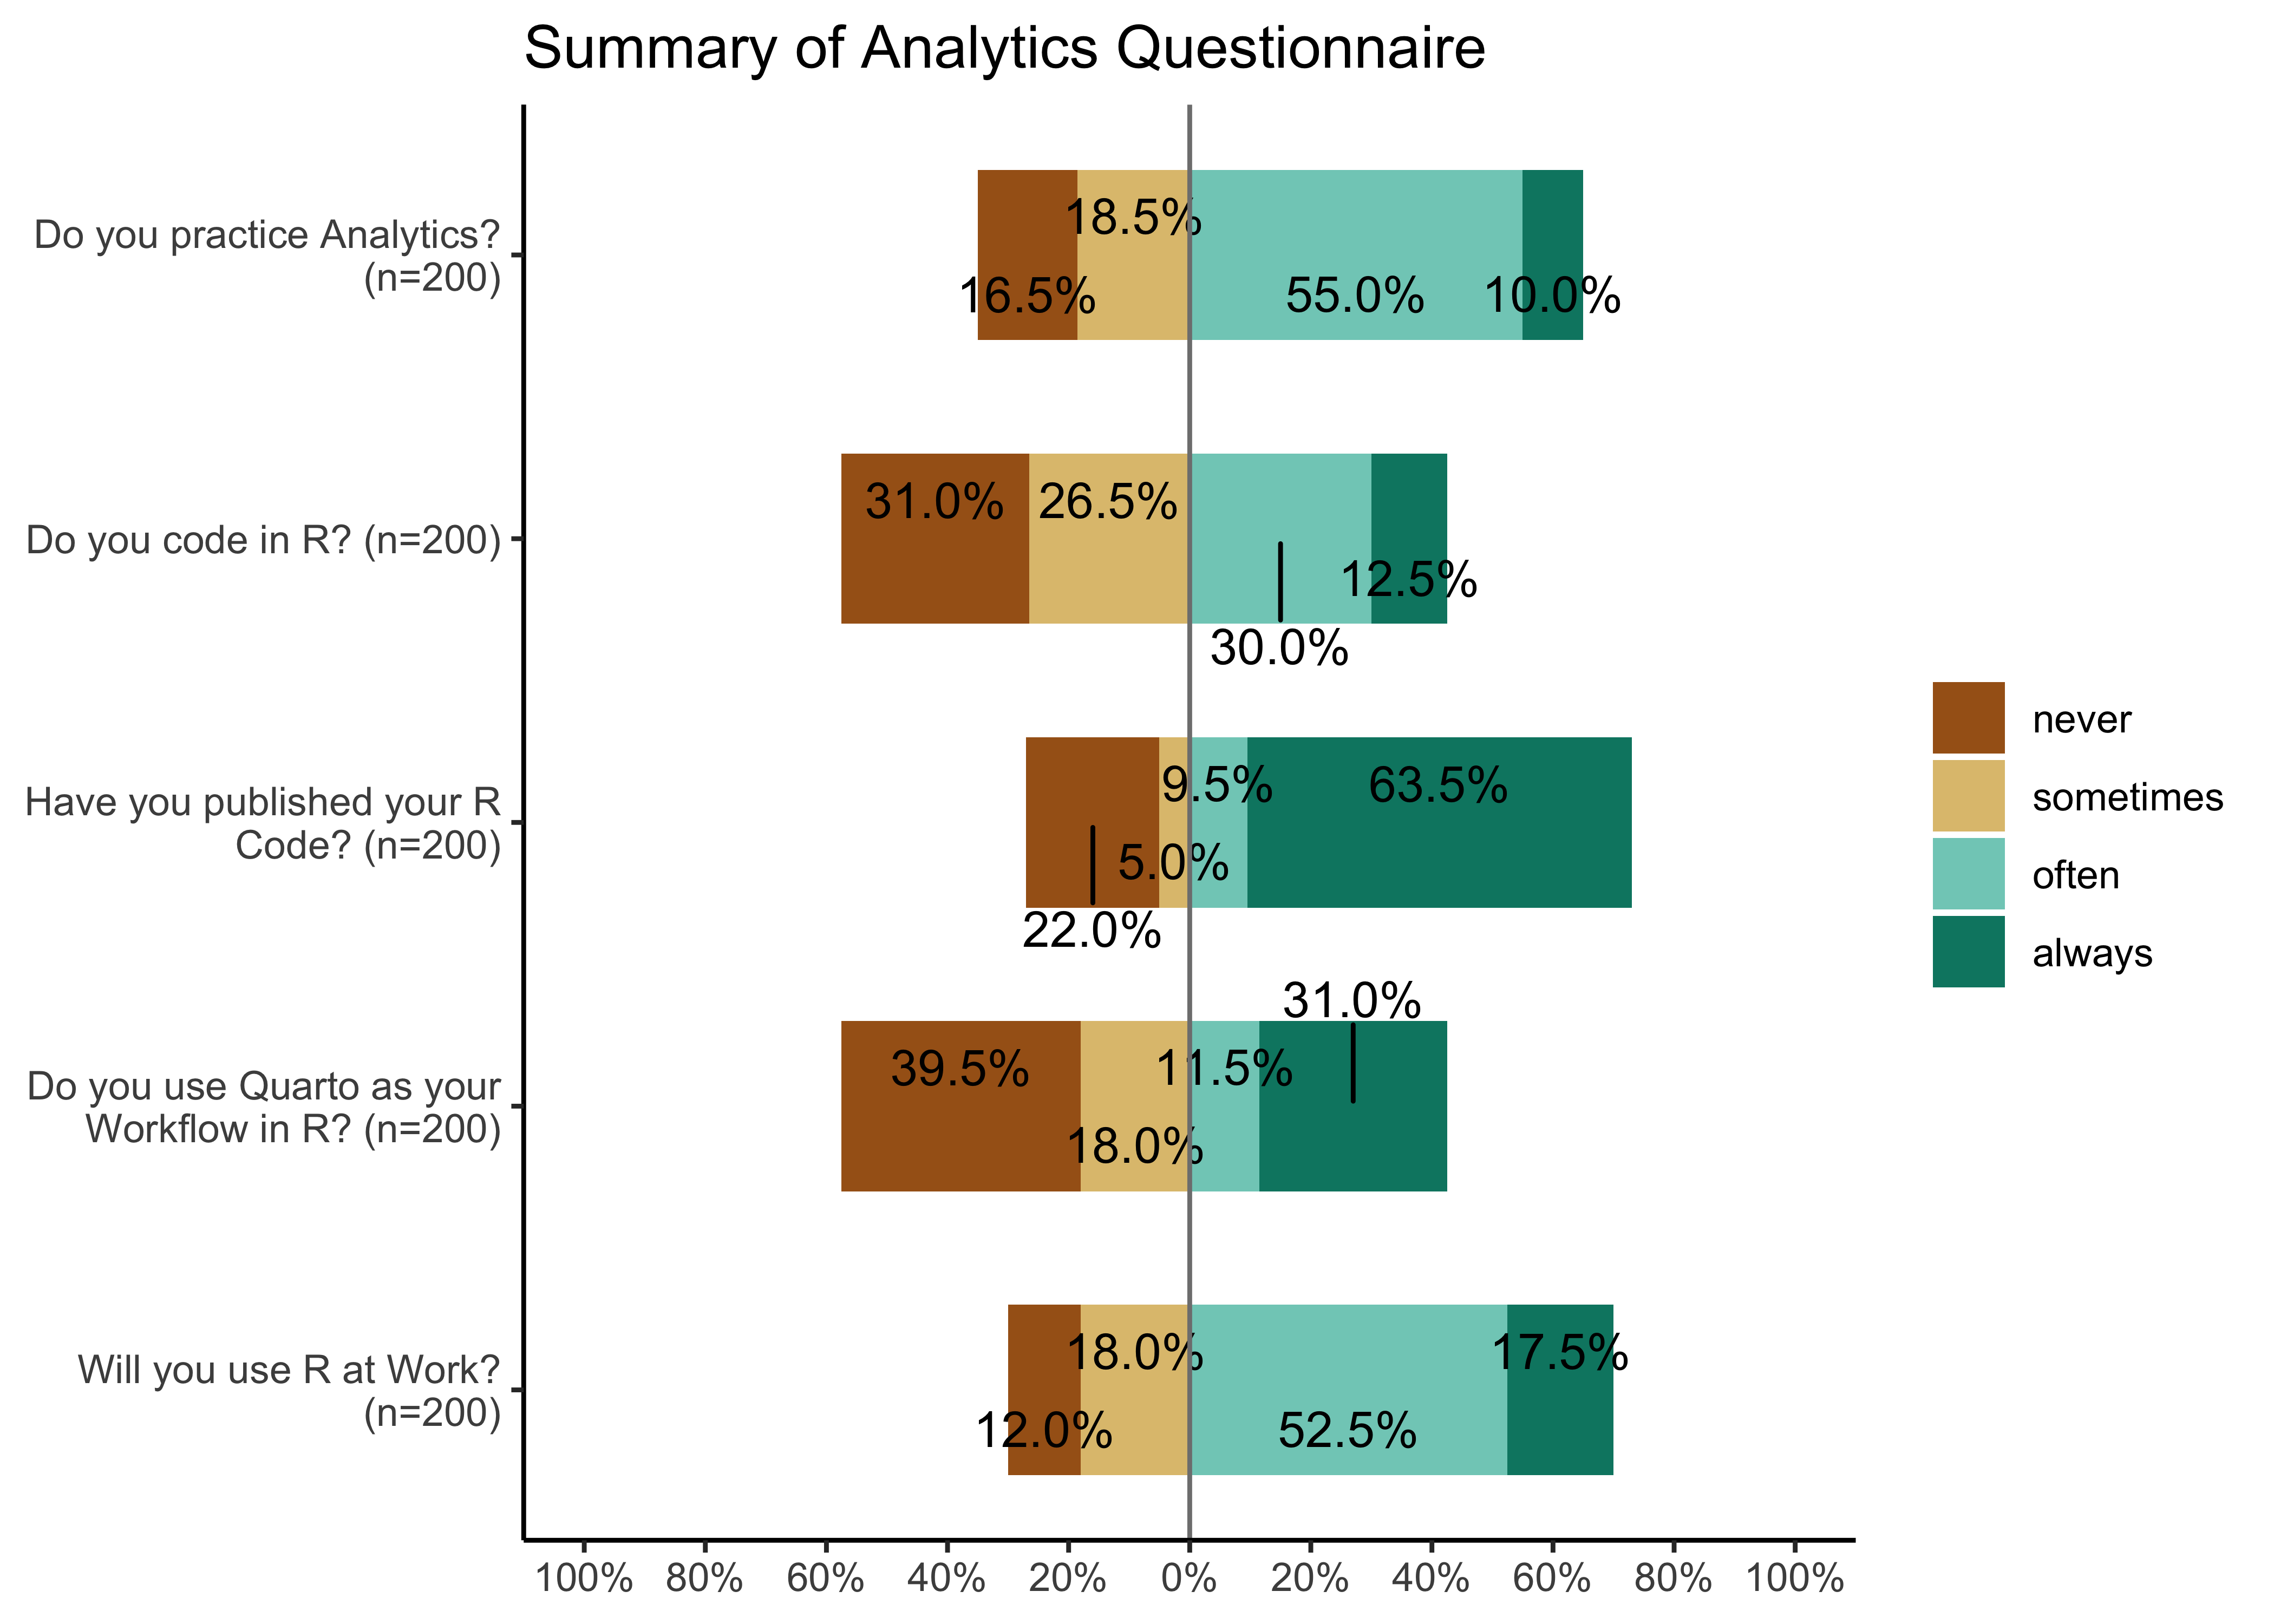 Summary of Analytics Questionnaire
Do you practice Analytics?
(n=200)
18.5%
16.5%
55.0%
10.0%
Do you code in R? (n=200)
31.0%
26.5%
12.5%
30.0%
Have you published your R
Code? (n=200)
9.5%
63.5%
5.0%
22.0%
Do you use Quarto as your
Workflow in R? (n=200)
31.0%
39.5%
11.5%
18.0%
Will you use R at Work?
(n=200)
18.0%
17.5%
12.0%
52.5%
never
sometimes
often
always
100% 80% 60% 40% 20% 0% 20% 40% 60% 80% 100%